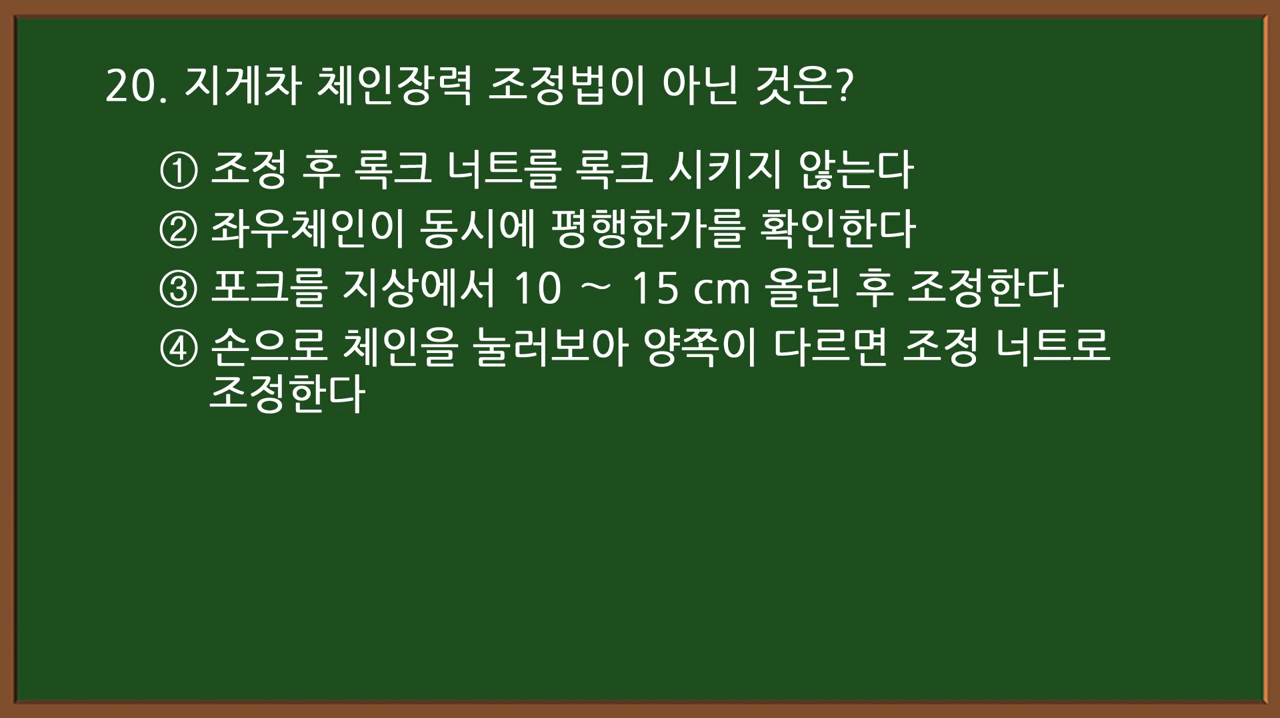 20. 지게차 체인장력 조정법이 아닌 것은?
① 조정 후 록크 너트를 록크 시키지 않는다
② 좌우체인이 동시에 평행한가를 확인한다
③ 포크를 지상에서 10 ~ 15 cm 올린 후 조정한다
④ 손으로 체인을 눌러보아 양쪽이 다르면 조정 너트로
조정한다